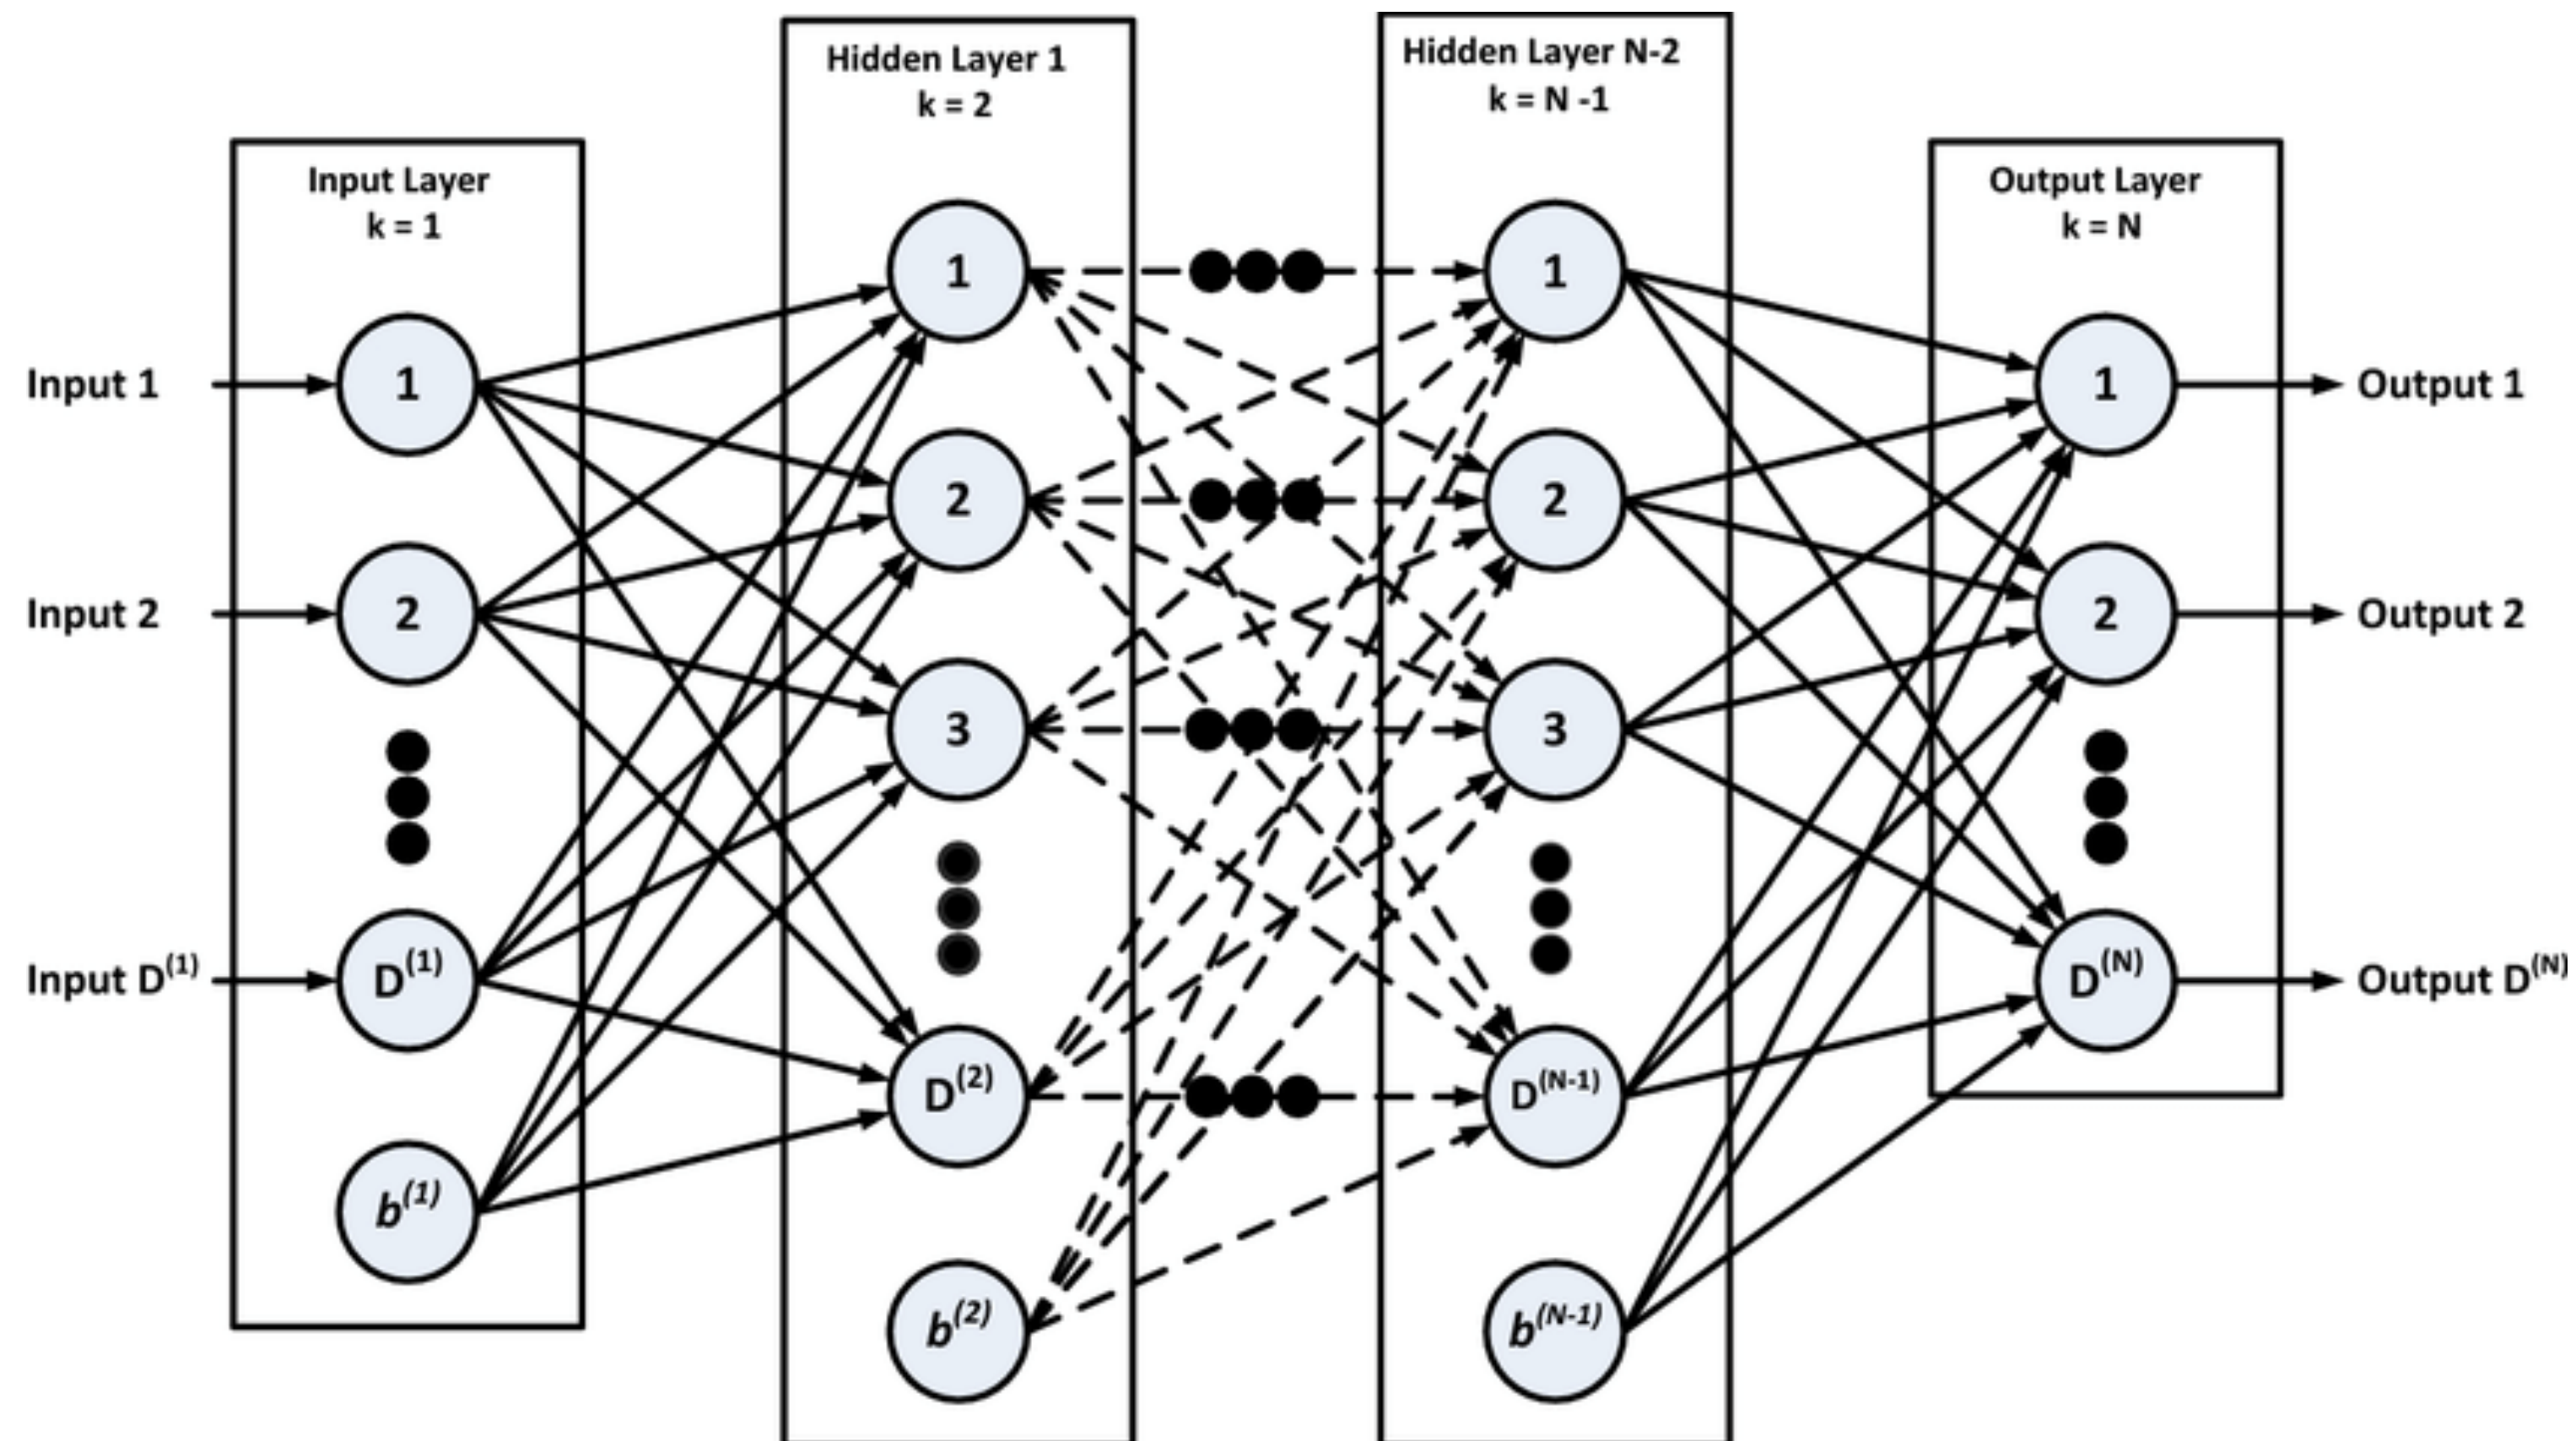 Input Layer
k = 1
Input 1
1
Input 2
2
Input D⁽¹⁾
D⁽¹⁾
b⁽¹⁾
Hidden Layer 1
k = 2
1
2
3
D⁽²⁾
b⁽²⁾
Hidden Layer N-2
k = N -1
1
2
3
D⁽ᴺ⁻¹⁾
b⁽ᴺ⁻¹⁾
Output Layer
k = N
1
Output 1
2
Output 2
D⁽ᴺ⁾
Output D⁽ᴺ⁾